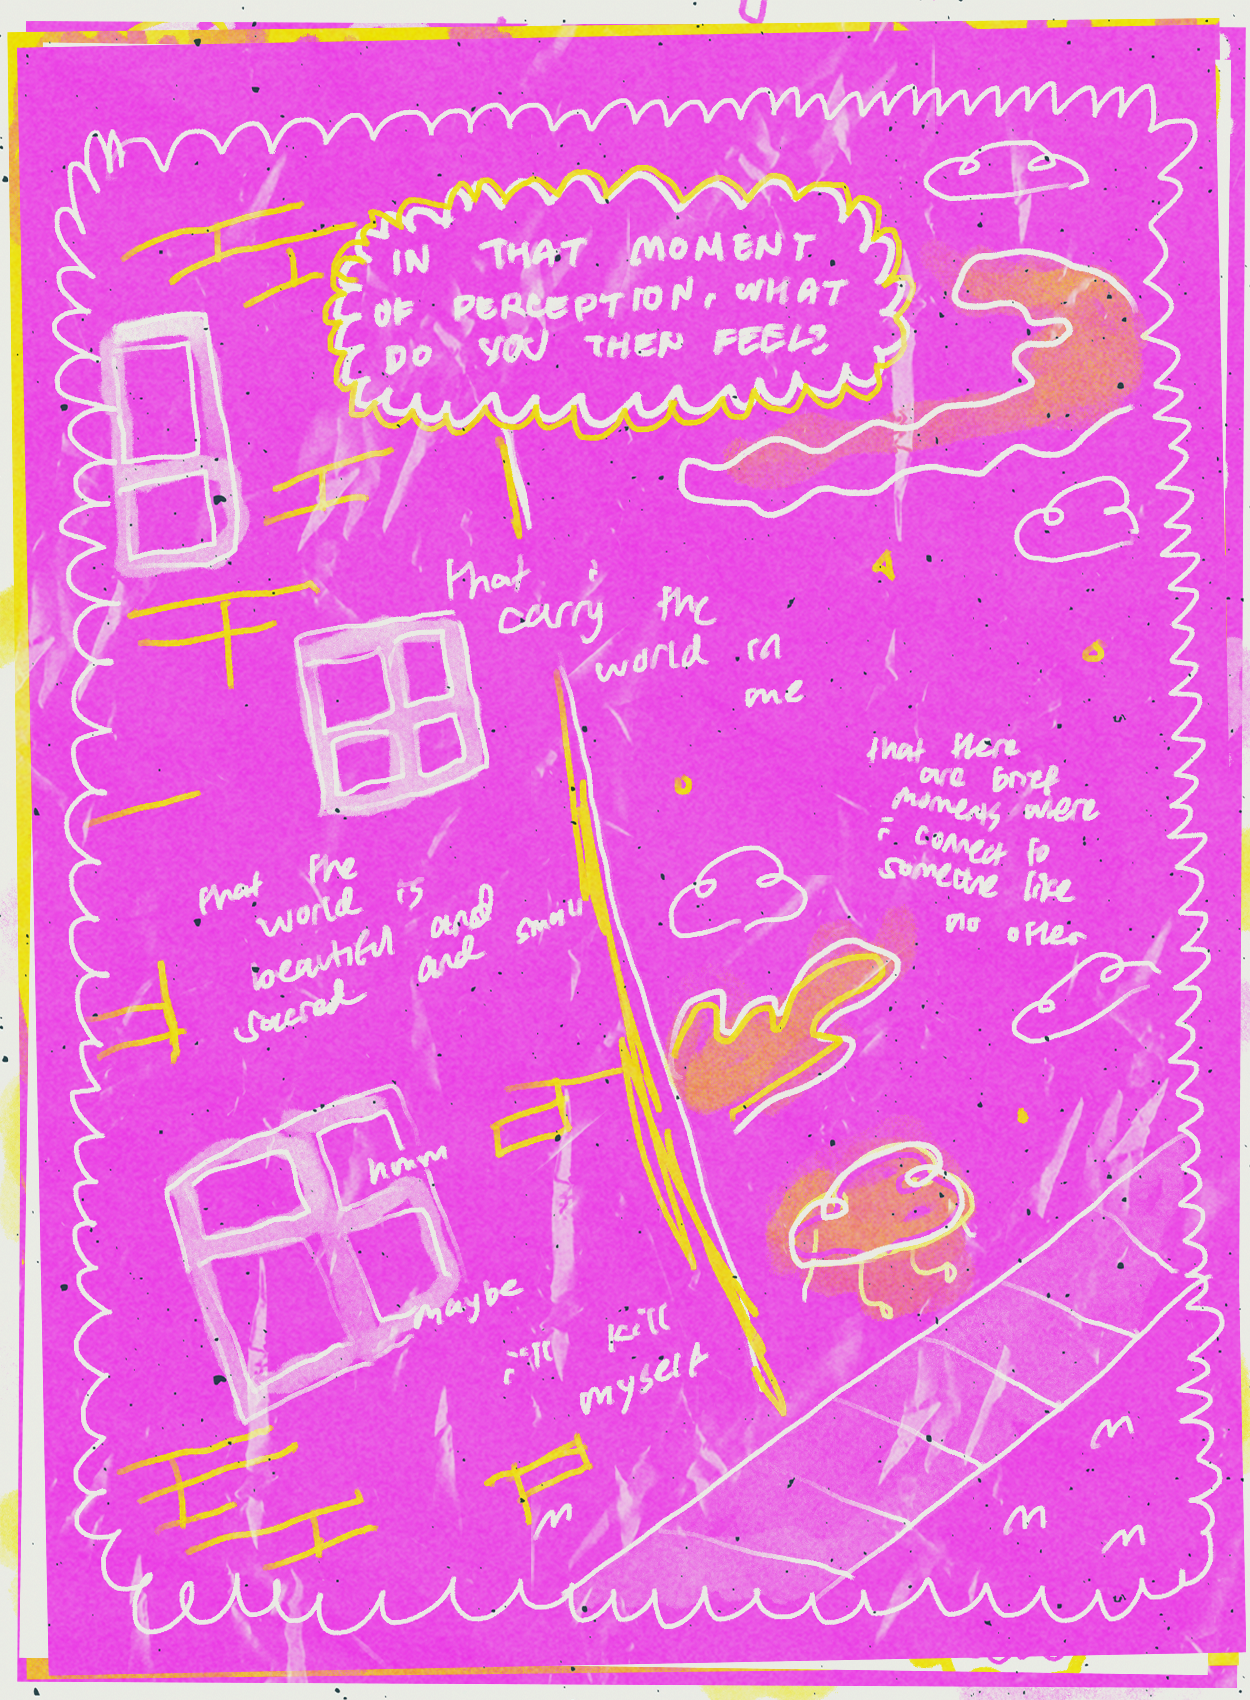 IN THAT MOMENT
OF PERCEPTION, WHAT
DO YOU THEN FEEL?
that i
carry the
world in
me
that there
are brief
moments where
i connect to
someone like
no other
that the
world is
beautiful and
sacred and small
hmm
maybe
i'll kill
myself